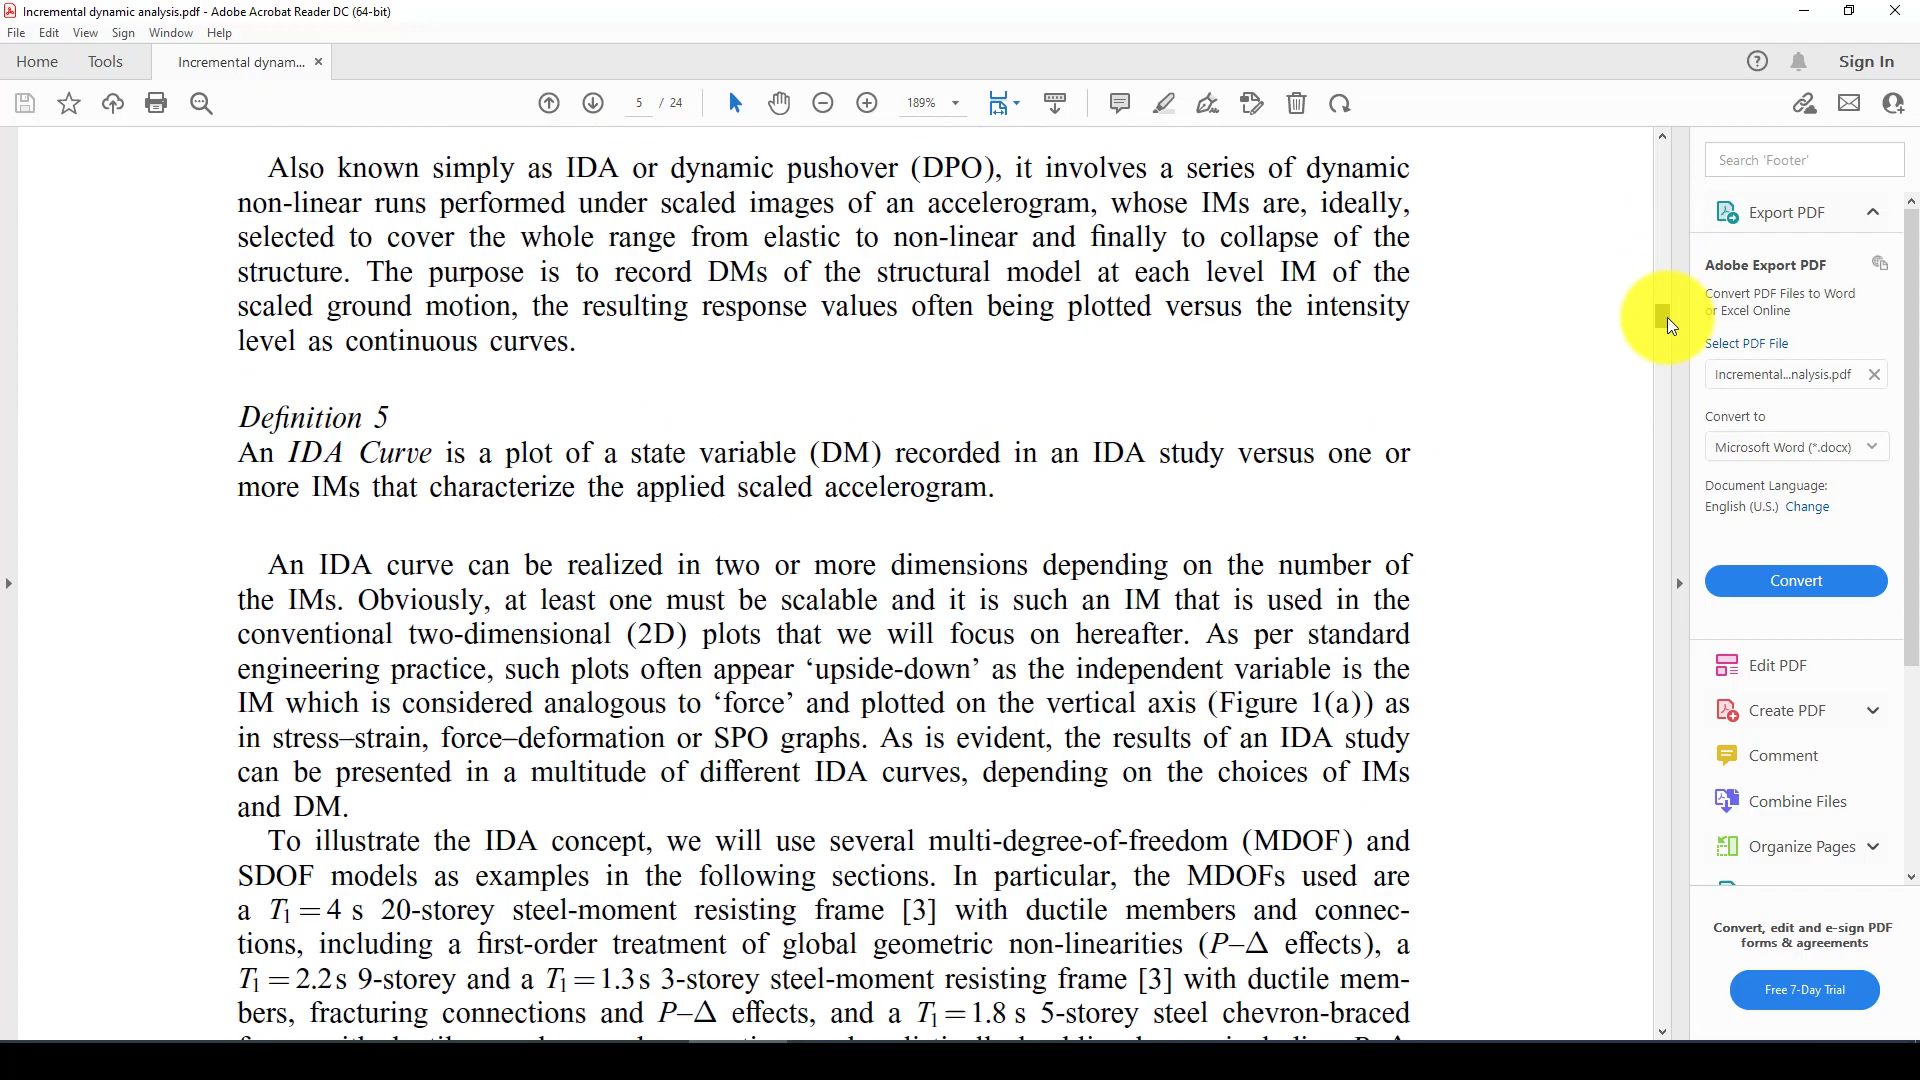 Incremental dynamic analysis.pdf - Adobe Acrobat Reader DC (64-bit)
File Edit View Sign Window Help
Home Tools Incremental dynam... × Sign In
5 / 24 189%
Also known simply as IDA or dynamic pushover (DPO), it involves a series of dynamic
non-linear runs performed under scaled images of an accelerogram, whose IMs are, ideally,
selected to cover the whole range from elastic to non-linear and finally to collapse of the
structure. The purpose is to record DMs of the structural model at each level IM of the
scaled ground motion, the resulting response values often being plotted versus the intensity
level as continuous curves.
Definition 5
An IDA Curve is a plot of a state variable (DM) recorded in an IDA study versus one or
more IMs that characterize the applied scaled accelerogram.
An IDA curve can be realized in two or more dimensions depending on the number of
the IMs. Obviously, at least one must be scalable and it is such an IM that is used in the
conventional two-dimensional (2D) plots that we will focus on hereafter. As per standard
engineering practice, such plots often appear ‘upside-down’ as the independent variable is the
IM which is considered analogous to ‘force’ and plotted on the vertical axis (Figure 1(a)) as
in stress–strain, force–deformation or SPO graphs. As is evident, the results of an IDA study
can be presented in a multitude of different IDA curves, depending on the choices of IMs
and DM.
To illustrate the IDA concept, we will use several multi-degree-of-freedom (MDOF) and
SDOF models as examples in the following sections. In particular, the MDOFs used are
a T1 = 4 s 20-storey steel-moment resisting frame [3] with ductile members and connec-
tions, including a first-order treatment of global geometric non-linearities (P–Δ effects), a
T1 = 2.2 s 9-storey and a T1 = 1.3 s 3-storey steel-moment resisting frame [3] with ductile mem-
bers, fracturing connections and P–Δ effects, and a T1 = 1.8 s 5-storey steel chevron-braced
Search 'Footer'
Export PDF
Adobe Export PDF
Convert PDF Files to Word
or Excel Online
Select PDF File
Incremental...nalysis.pdf
Convert to
Microsoft Word (*.docx)
Document Language:
English (U.S.) Change
Convert
Edit PDF
Create PDF
Comment
Combine Files
Organize Pages
Convert, edit and e-sign PDF
forms & agreements
Free 7-Day Trial